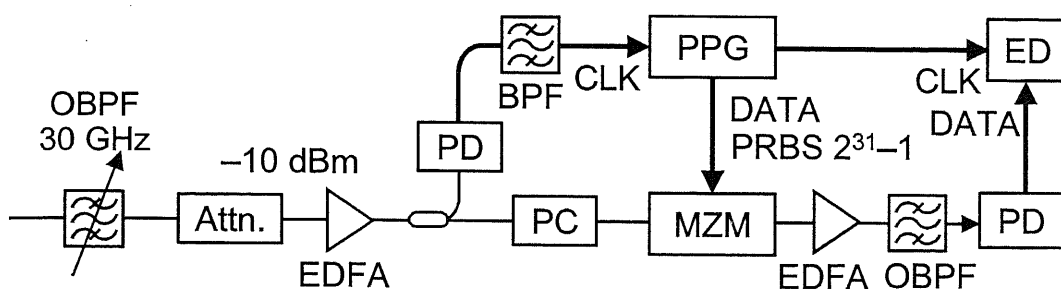 OBPF
30 GHz
Attn.
–10 dBm
EDFA
PD
BPF
CLK
PPG
DATA
PRBS 2³¹–1
PC
MZM
EDFA
OBPF
PD
DATA
CLK
ED